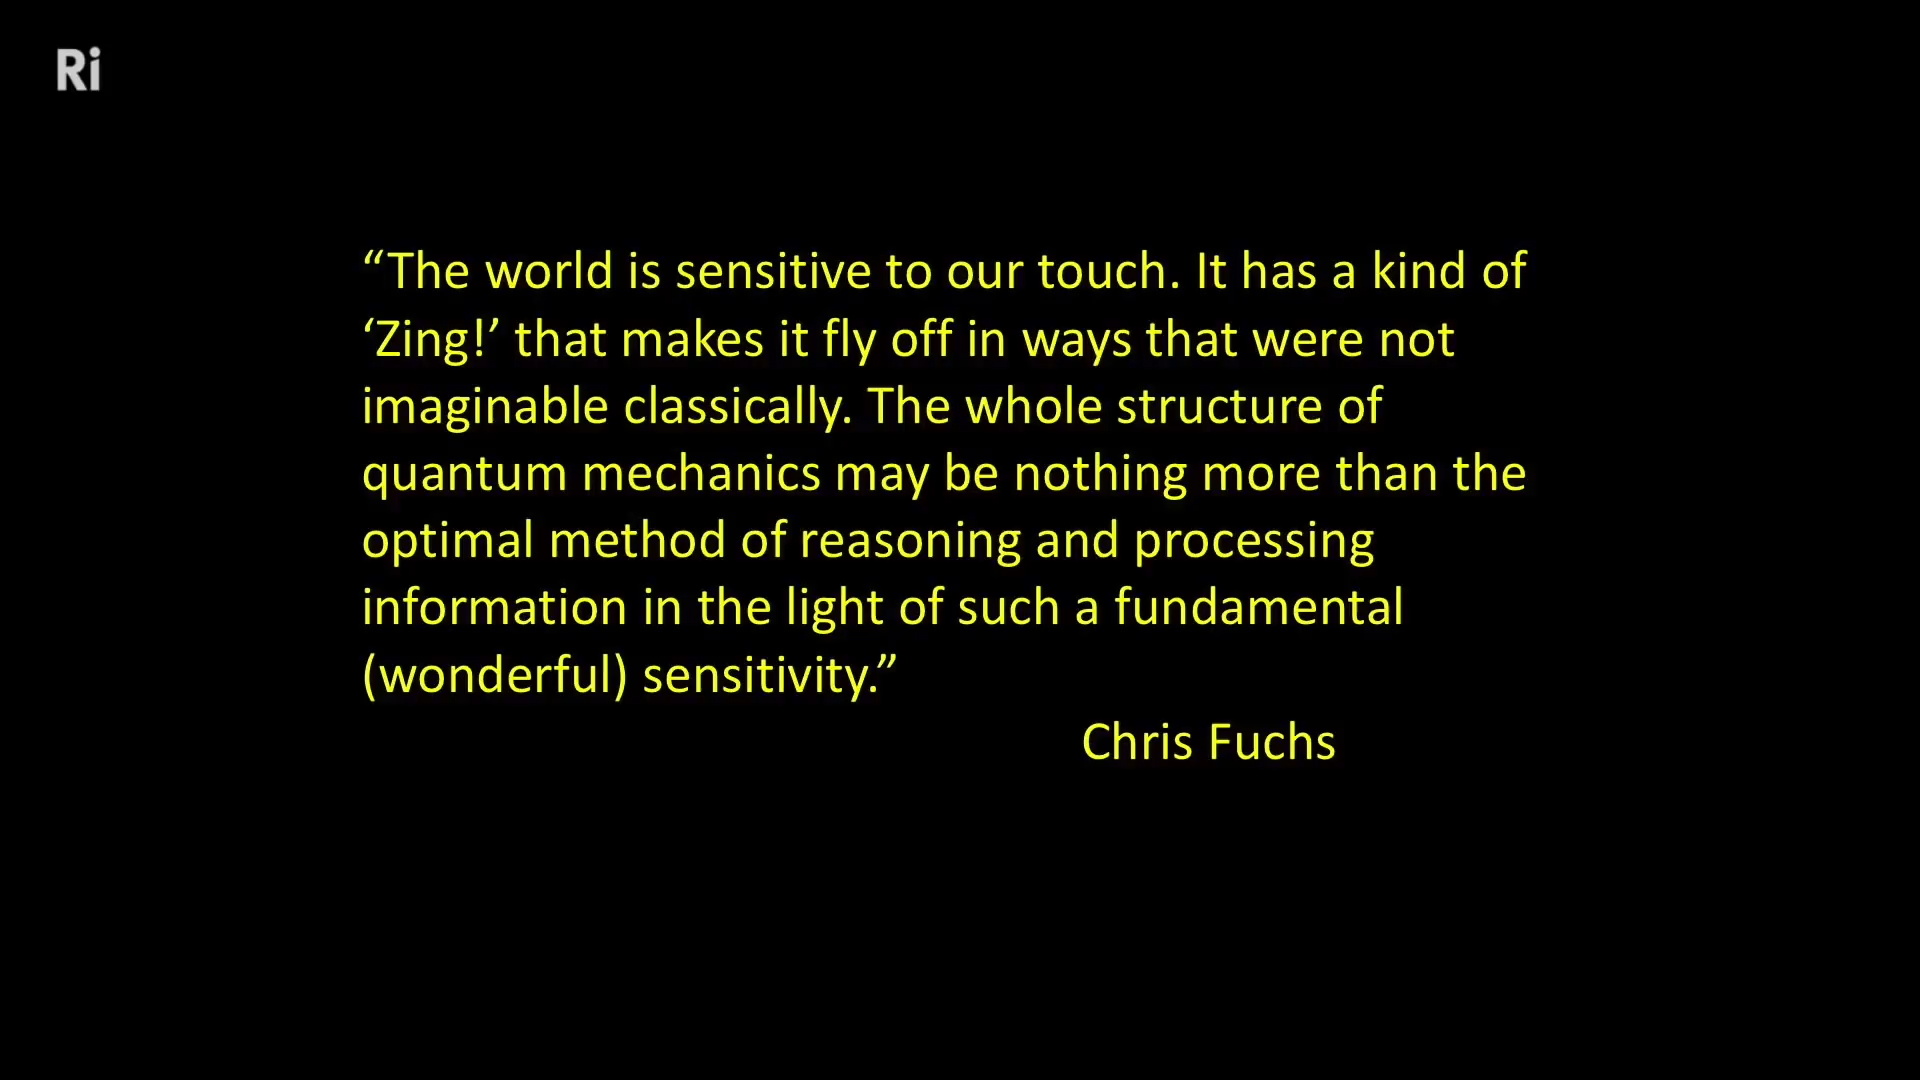 Ri
“The world is sensitive to our touch. It has a kind of
‘Zing!’ that makes it fly off in ways that were not
imaginable classically. The whole structure of
quantum mechanics may be nothing more than the
optimal method of reasoning and processing
information in the light of such a fundamental
(wonderful) sensitivity.”
Chris Fuchs